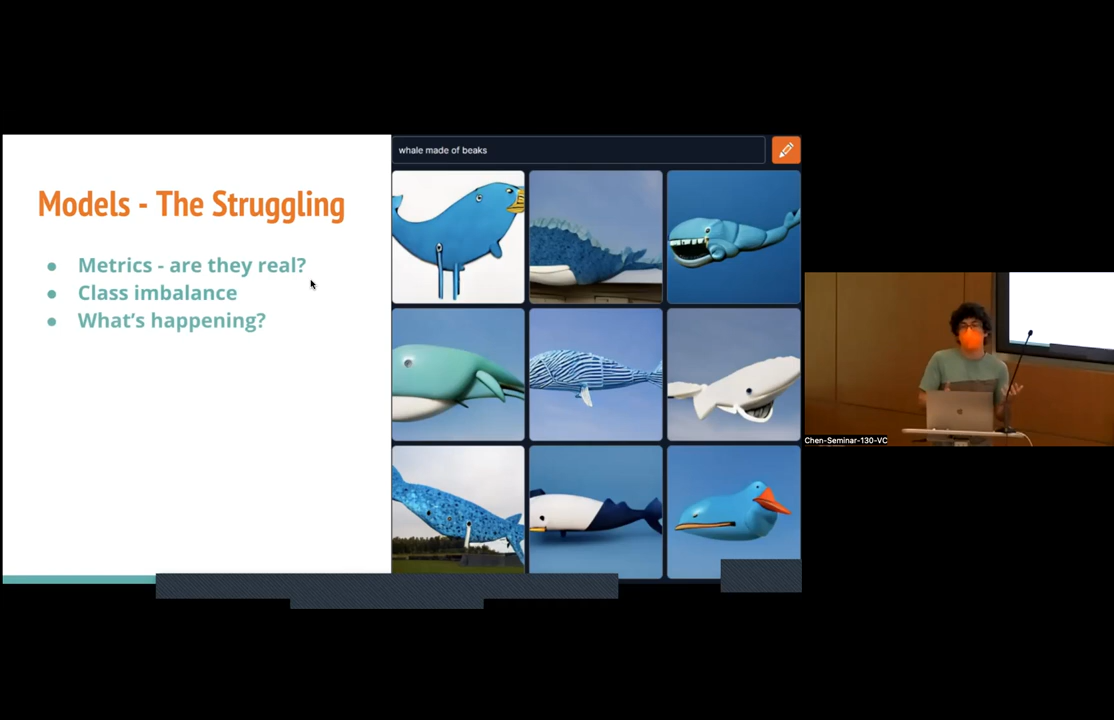 whale made of beaks
Models - The Struggling
● Metrics - are they real?
● Class imbalance
● What's happening?
Chen-Seminar-130-VC